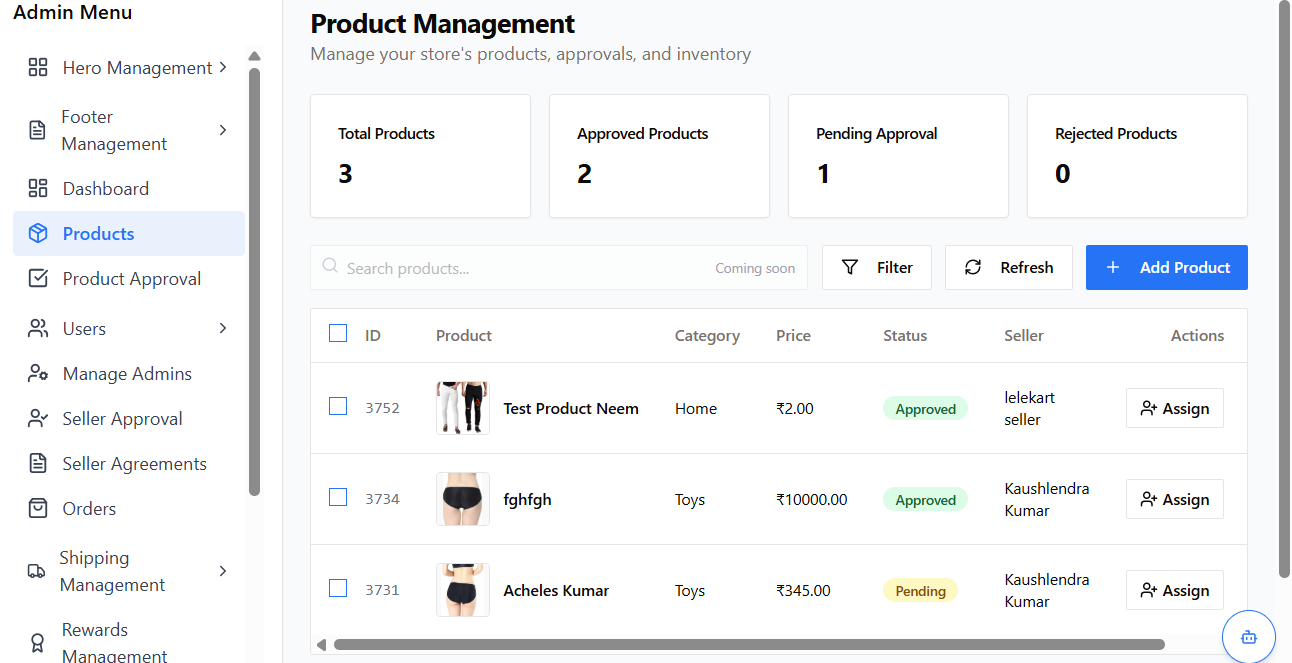 Admin Menu
Hero Management
Footer
Management
Dashboard
Products
Product Approval
Users
Manage Admins
Seller Approval
Seller Agreements
Orders
Shipping
Management
Rewards
Management
Product Management
Manage your store's products, approvals, and inventory
Total Products
3
Approved Products
2
Pending Approval
1
Rejected Products
0
Search products...
Coming soon
Filter
Refresh
Add Product
ID Product Category Price Status Seller Actions
3752 Test Product Neem Home ₹2.00 Approved lelekart
seller
Assign
3734 fghfgh Toys ₹10000.00 Approved Kaushlendra
Kumar
Assign
3731 Acheles Kumar Toys ₹345.00 Pending Kaushlendra
Kumar
Assign